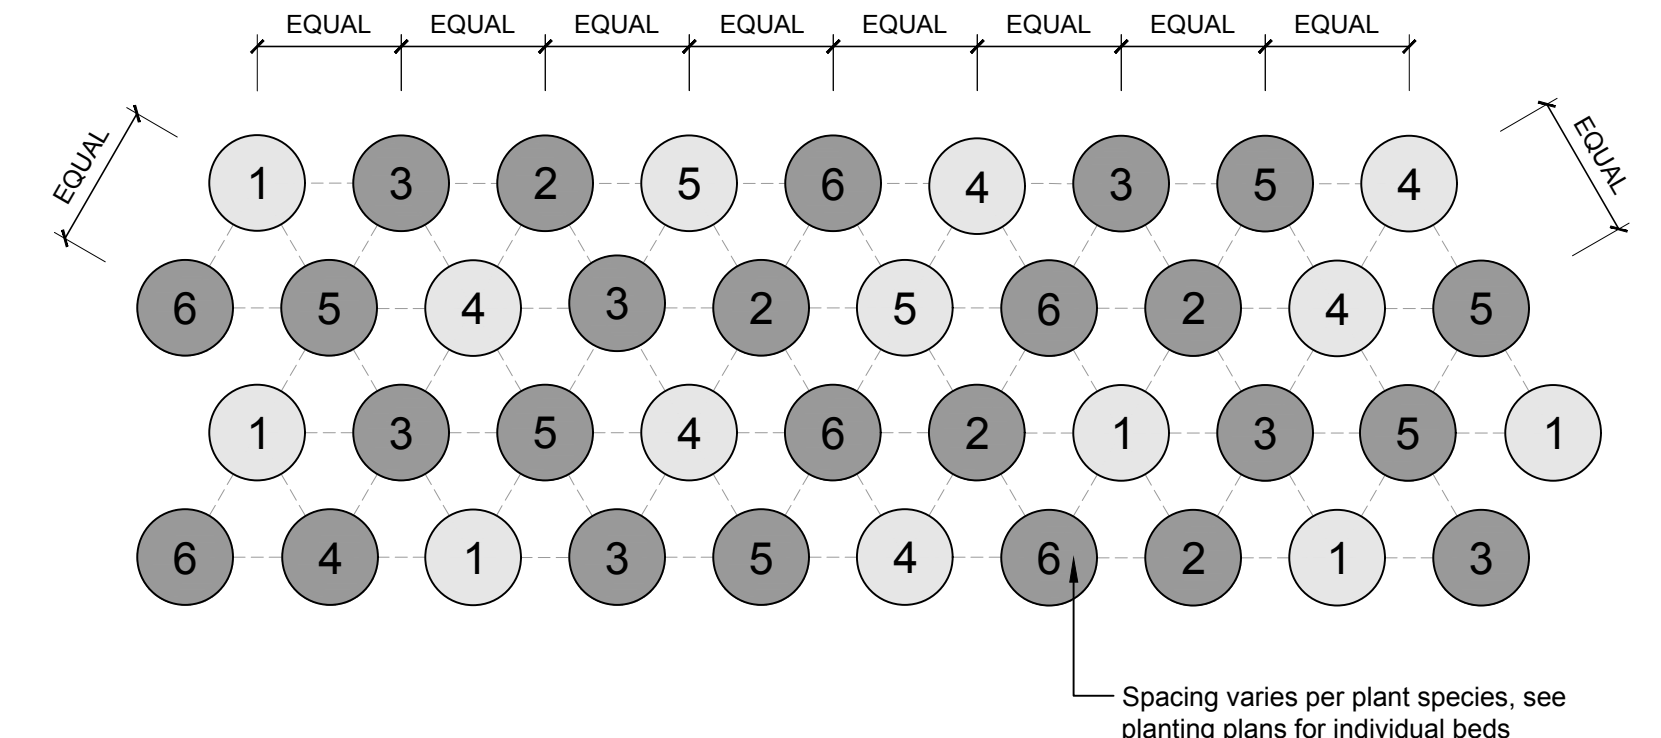 EQUAL EQUAL EQUAL EQUAL EQUAL EQUAL EQUAL EQUAL
EQUAL
EQUAL
1 3 2 5 6 4 3 5 4
6 5 4 3 2 5 6 2 4 5
1 3 5 4 6 2 1 3 5 1
6 4 1 3 5 4 6 2 1 3
Spacing varies per plant species, see
planting plans for individual beds